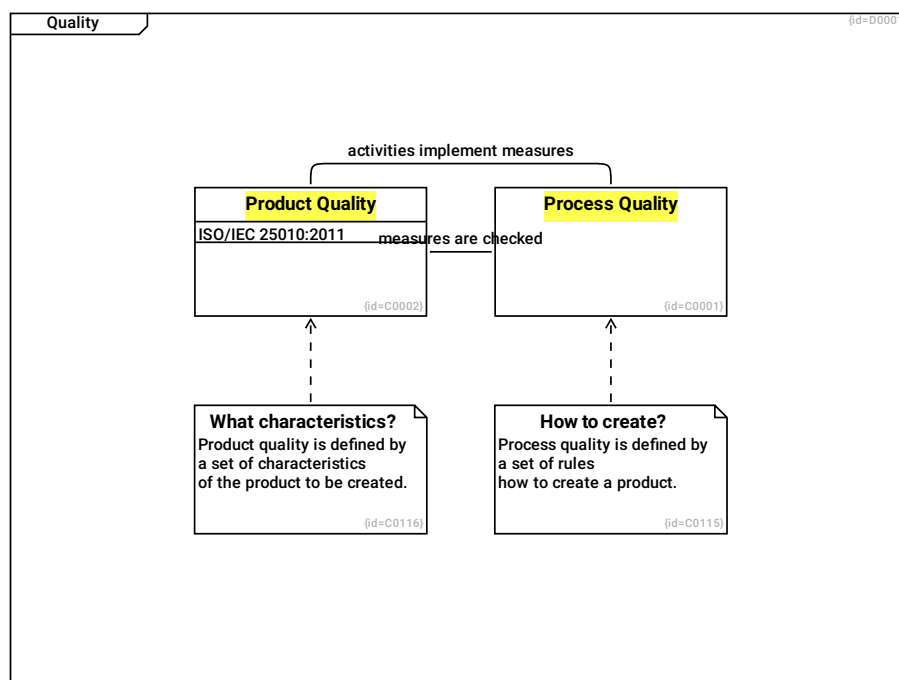 Quality
activities implement measures
Product Quality
ISO/IEC 25010:2011
{id=C0002}
measures are checked
Process Quality
{id=C0001}
What characteristics?
Product quality is defined by
a set of characteristics
of the product to be created.
{id=C0116}
How to create?
Process quality is defined by
a set of rules
how to create a product.
{id=C0115}